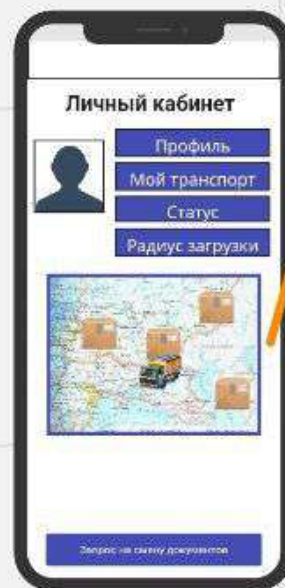 Личный кабинет
Профиль
Мой транспорт
Статус
Радиус загрузки
Запрос на смену документов